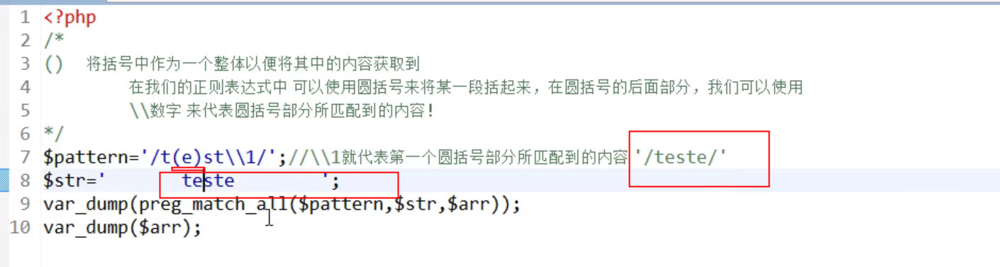 1 <?php
2 /*
3 () 将括号中作为一个整体以便将其中的内容获取到
4 在我们的正则表达式中 可以使用圆括号来将某一段括起来，在圆括号的后面部分，我们可以使用
5 \\数字 来代表圆括号部分所匹配到的内容!
6 */
7 $pattern='/t(e)st\\1/';//\\1就代表第一个圆括号部分所匹配到的内容 '/teste/'
8 $str='       teste        ';
9 var_dump(preg_match_all($pattern,$str,$arr));
10 var_dump($arr);